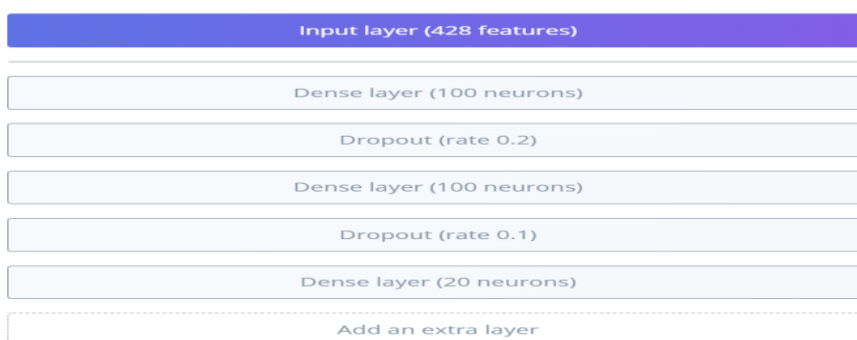 Input layer (428 features)
Dense layer (100 neurons)
Dropout (rate 0.2)
Dense layer (100 neurons)
Dropout (rate 0.1)
Dense layer (20 neurons)
Add an extra layer